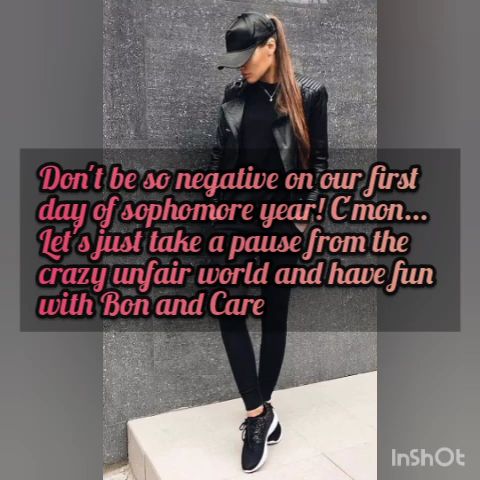 Don't be so negative on our first
day of sophomore year! C'mon...
Let's just take a pause from the
crazy unfair world and have fun
with Bon and Care
InShOt